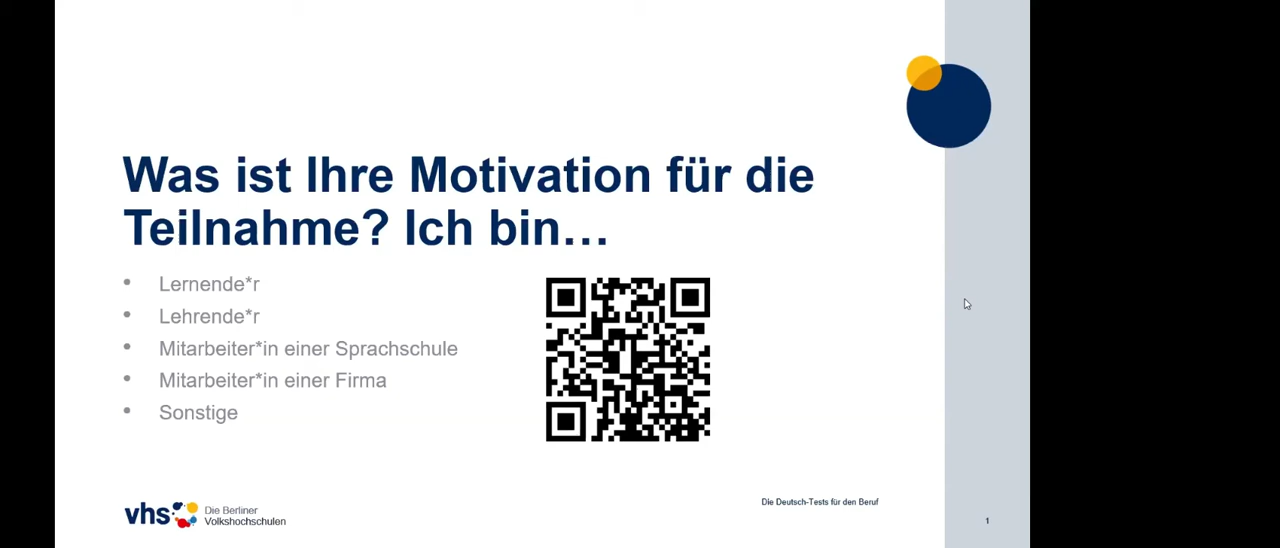 Was ist Ihre Motivation für die
Teilnahme? Ich bin…
• Lernende*r
• Lehrende*r
• Mitarbeiter*in einer Sprachschule
• Mitarbeiter*in einer Firma
• Sonstige
vhs Die Berliner
Volkshochschulen
Die Deutsch-Tests für den Beruf
1